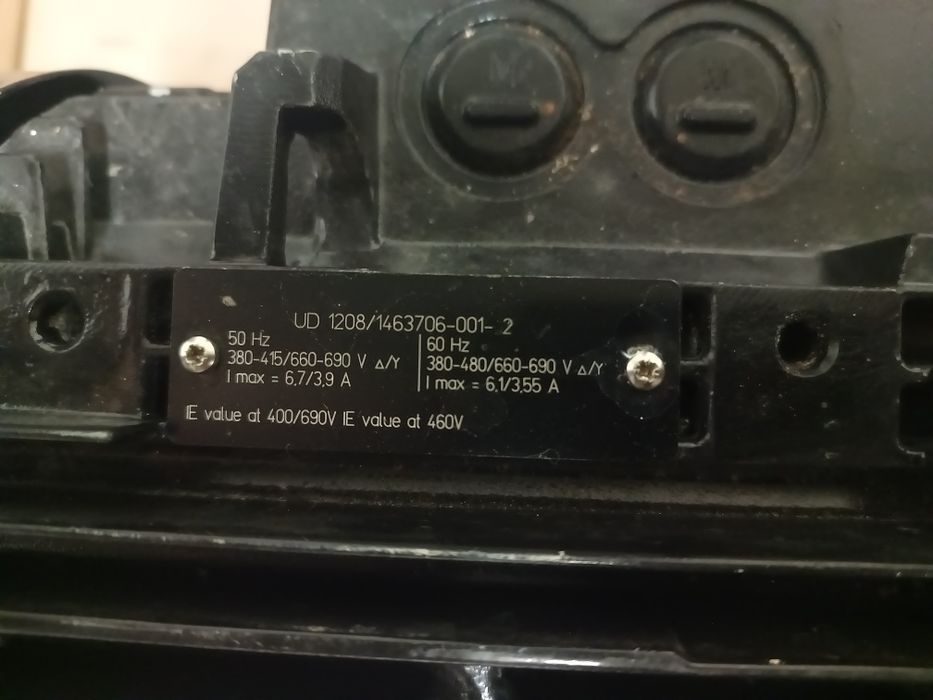 UD 1208/1463706-001- 2
50 Hz
380-415/660-690 V △/Y
I max = 6,7/3,9 A
60 Hz
380-480/660-690 V △/Y
I max = 6.1/3,55 A
IE value at 400/690V IE value at 460V